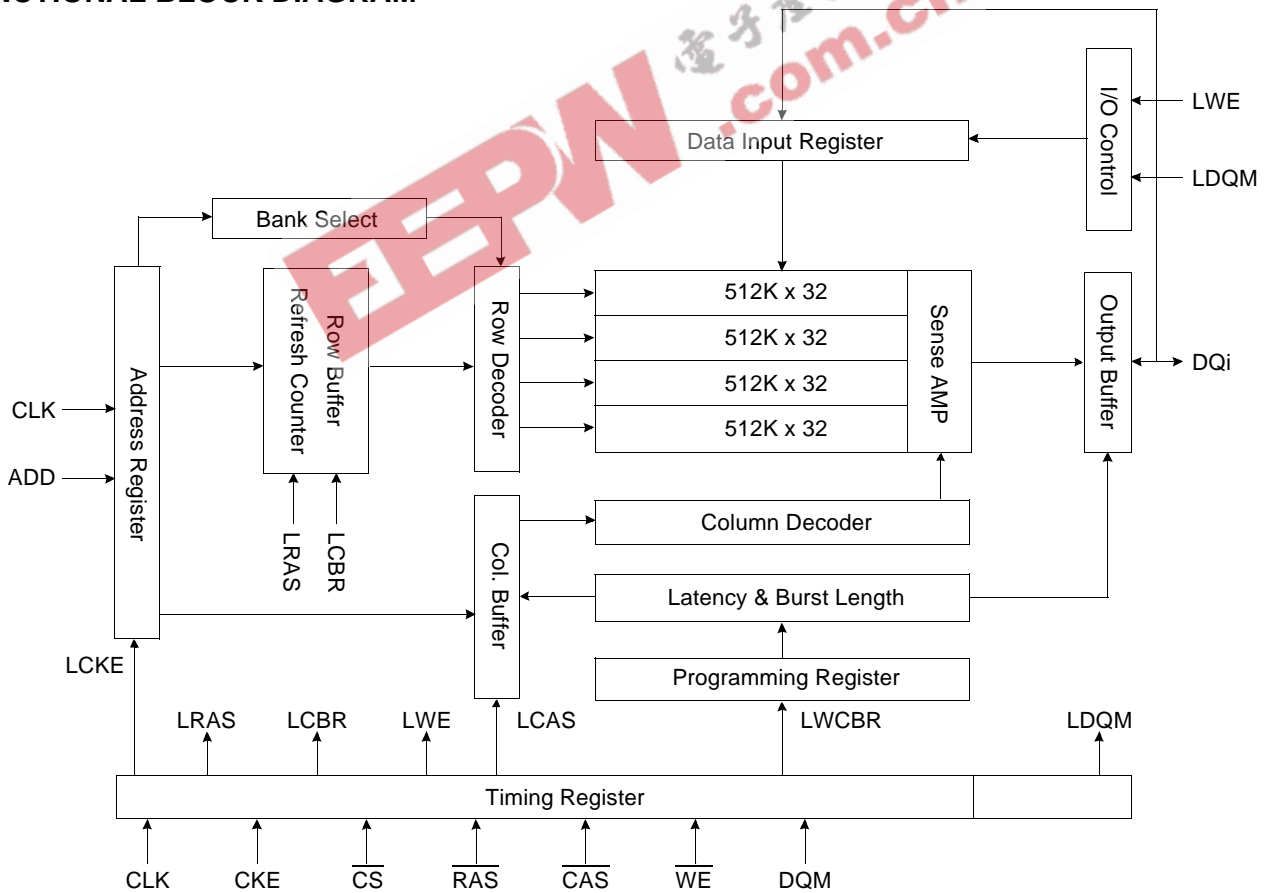 FUNCTIONAL BLOCK DIAGRAM
EEPW
.com.cn
I/O Control
LWE
LDQM
Data Input Register
Bank Select
CLK
ADD
Address Register
Refresh Counter
Row Buffer
Row Decoder
512K x 32
512K x 32
512K x 32
512K x 32
Sense AMP
Output Buffer
DQi
LRAS
LCBR
Col. Buffer
Column Decoder
Latency & Burst Length
Programming Register
LCKE
LRAS
LCBR
LWE
LCAS
LWCBR
LDQM
Timing Register
CLK
CKE
CS
RAS
CAS
WE
DQM